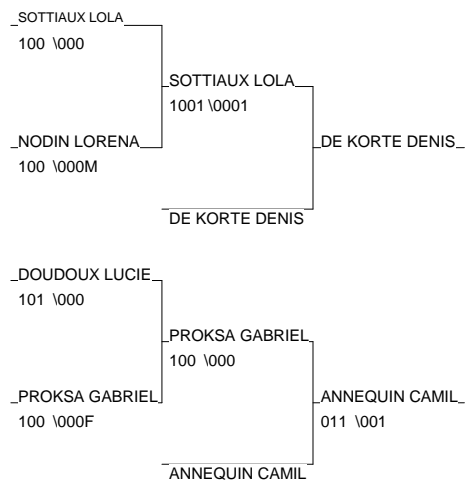 SOTTIAUX LOLA
100 \000
SOTTIAUX LOLA
1001 \0001
NODIN LORENA
DE KORTE DENIS
100 \000M
DE KORTE DENIS
DOUDOUX LUCIE
101 \000
PROKSA GABRIEL
100 \000
PROKSA GABRIEL
ANNEQUIN CAMIL
100 \000F
011 \001
ANNEQUIN CAMIL